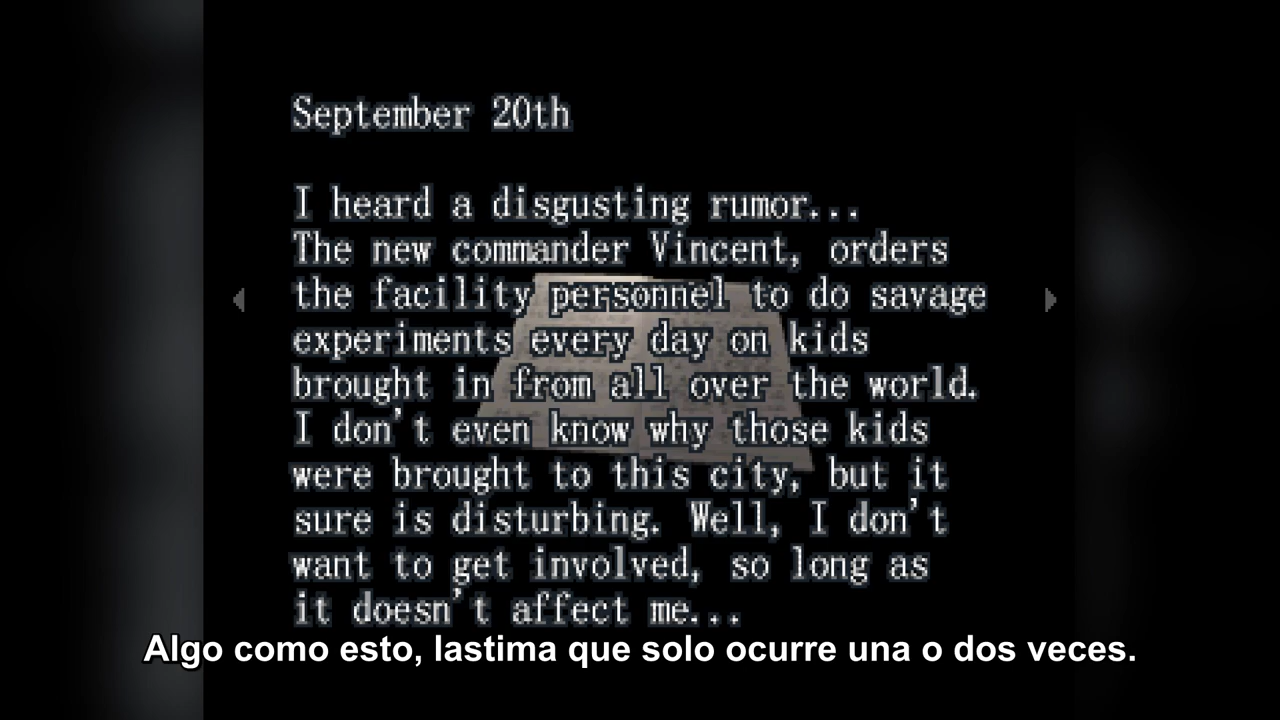 September 20th
I heard a disgusting rumor...
The new commander Vincent, orders
the facility personnel to do savage
experiments every day on kids
brought in from all over the world.
I don't even know why those kids
were brought to this city, but it
sure is disturbing. Well, I don't
want to get involved, so long as
it doesn't affect me...
Algo como esto, lastima que solo ocurre una o dos veces.